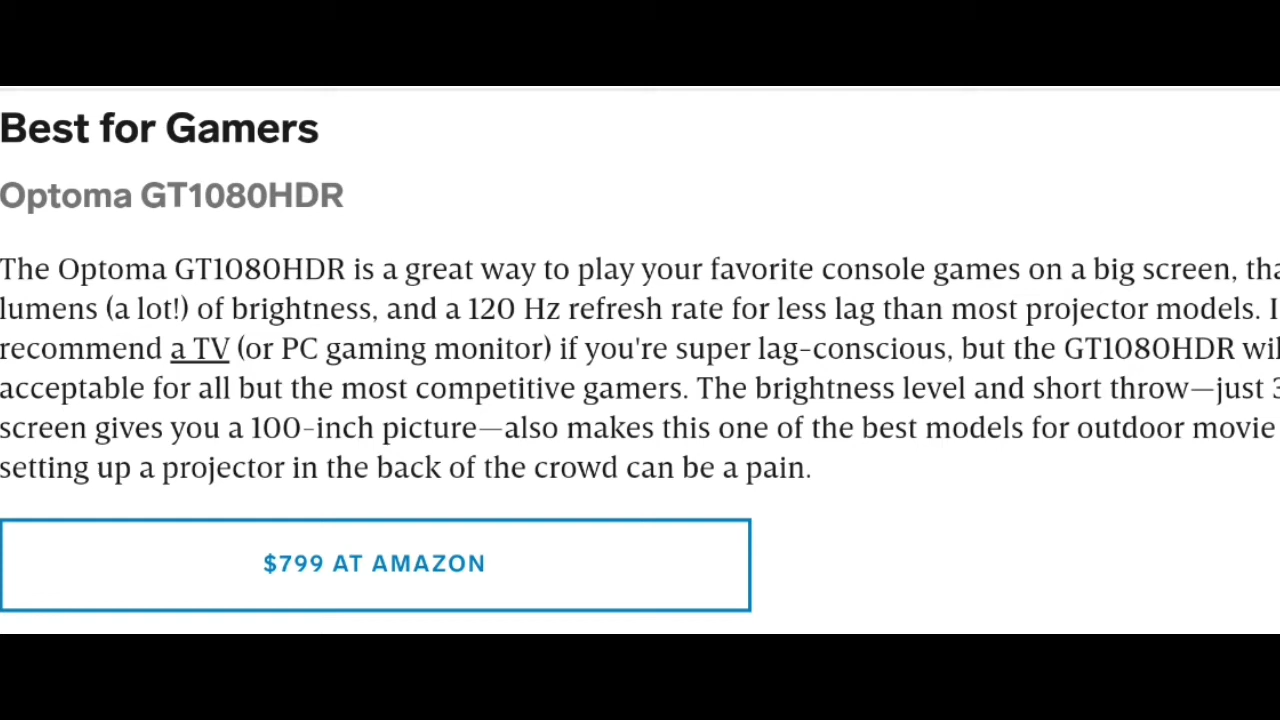 Best for Gamers
Optoma GT1080HDR
The Optoma GT1080HDR is a great way to play your favorite console games on a big screen,
lumens (a lot!) of brightness, and a 120 Hz refresh rate for less lag than most projector models.
recommend a TV (or PC gaming monitor) if you're super lag-conscious, but the GT1080HDR
acceptable for all but the most competitive gamers. The brightness level and short throw—just
screen gives you a 100-inch picture—also makes this one of the best models for outdoor movie
setting up a projector in the back of the crowd can be a pain.
$799 AT AMAZON